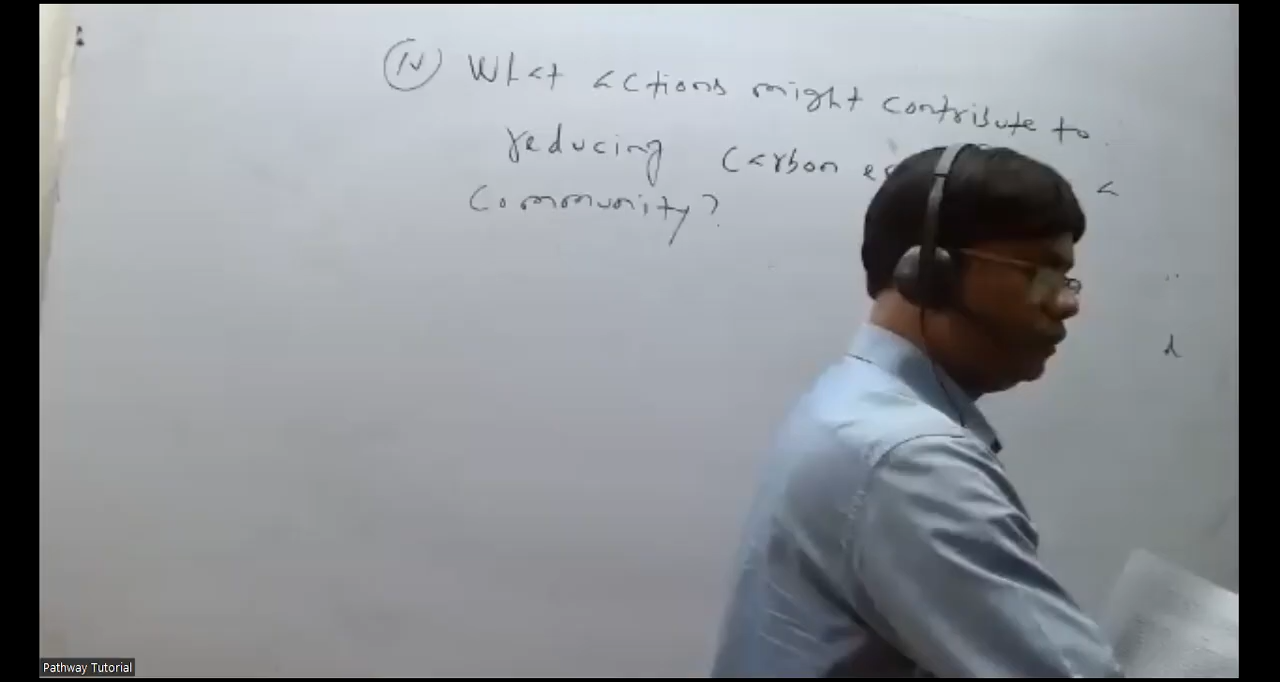 (IV) What actions might contribute to
reducing carbon a
community?
Pathway Tutorial